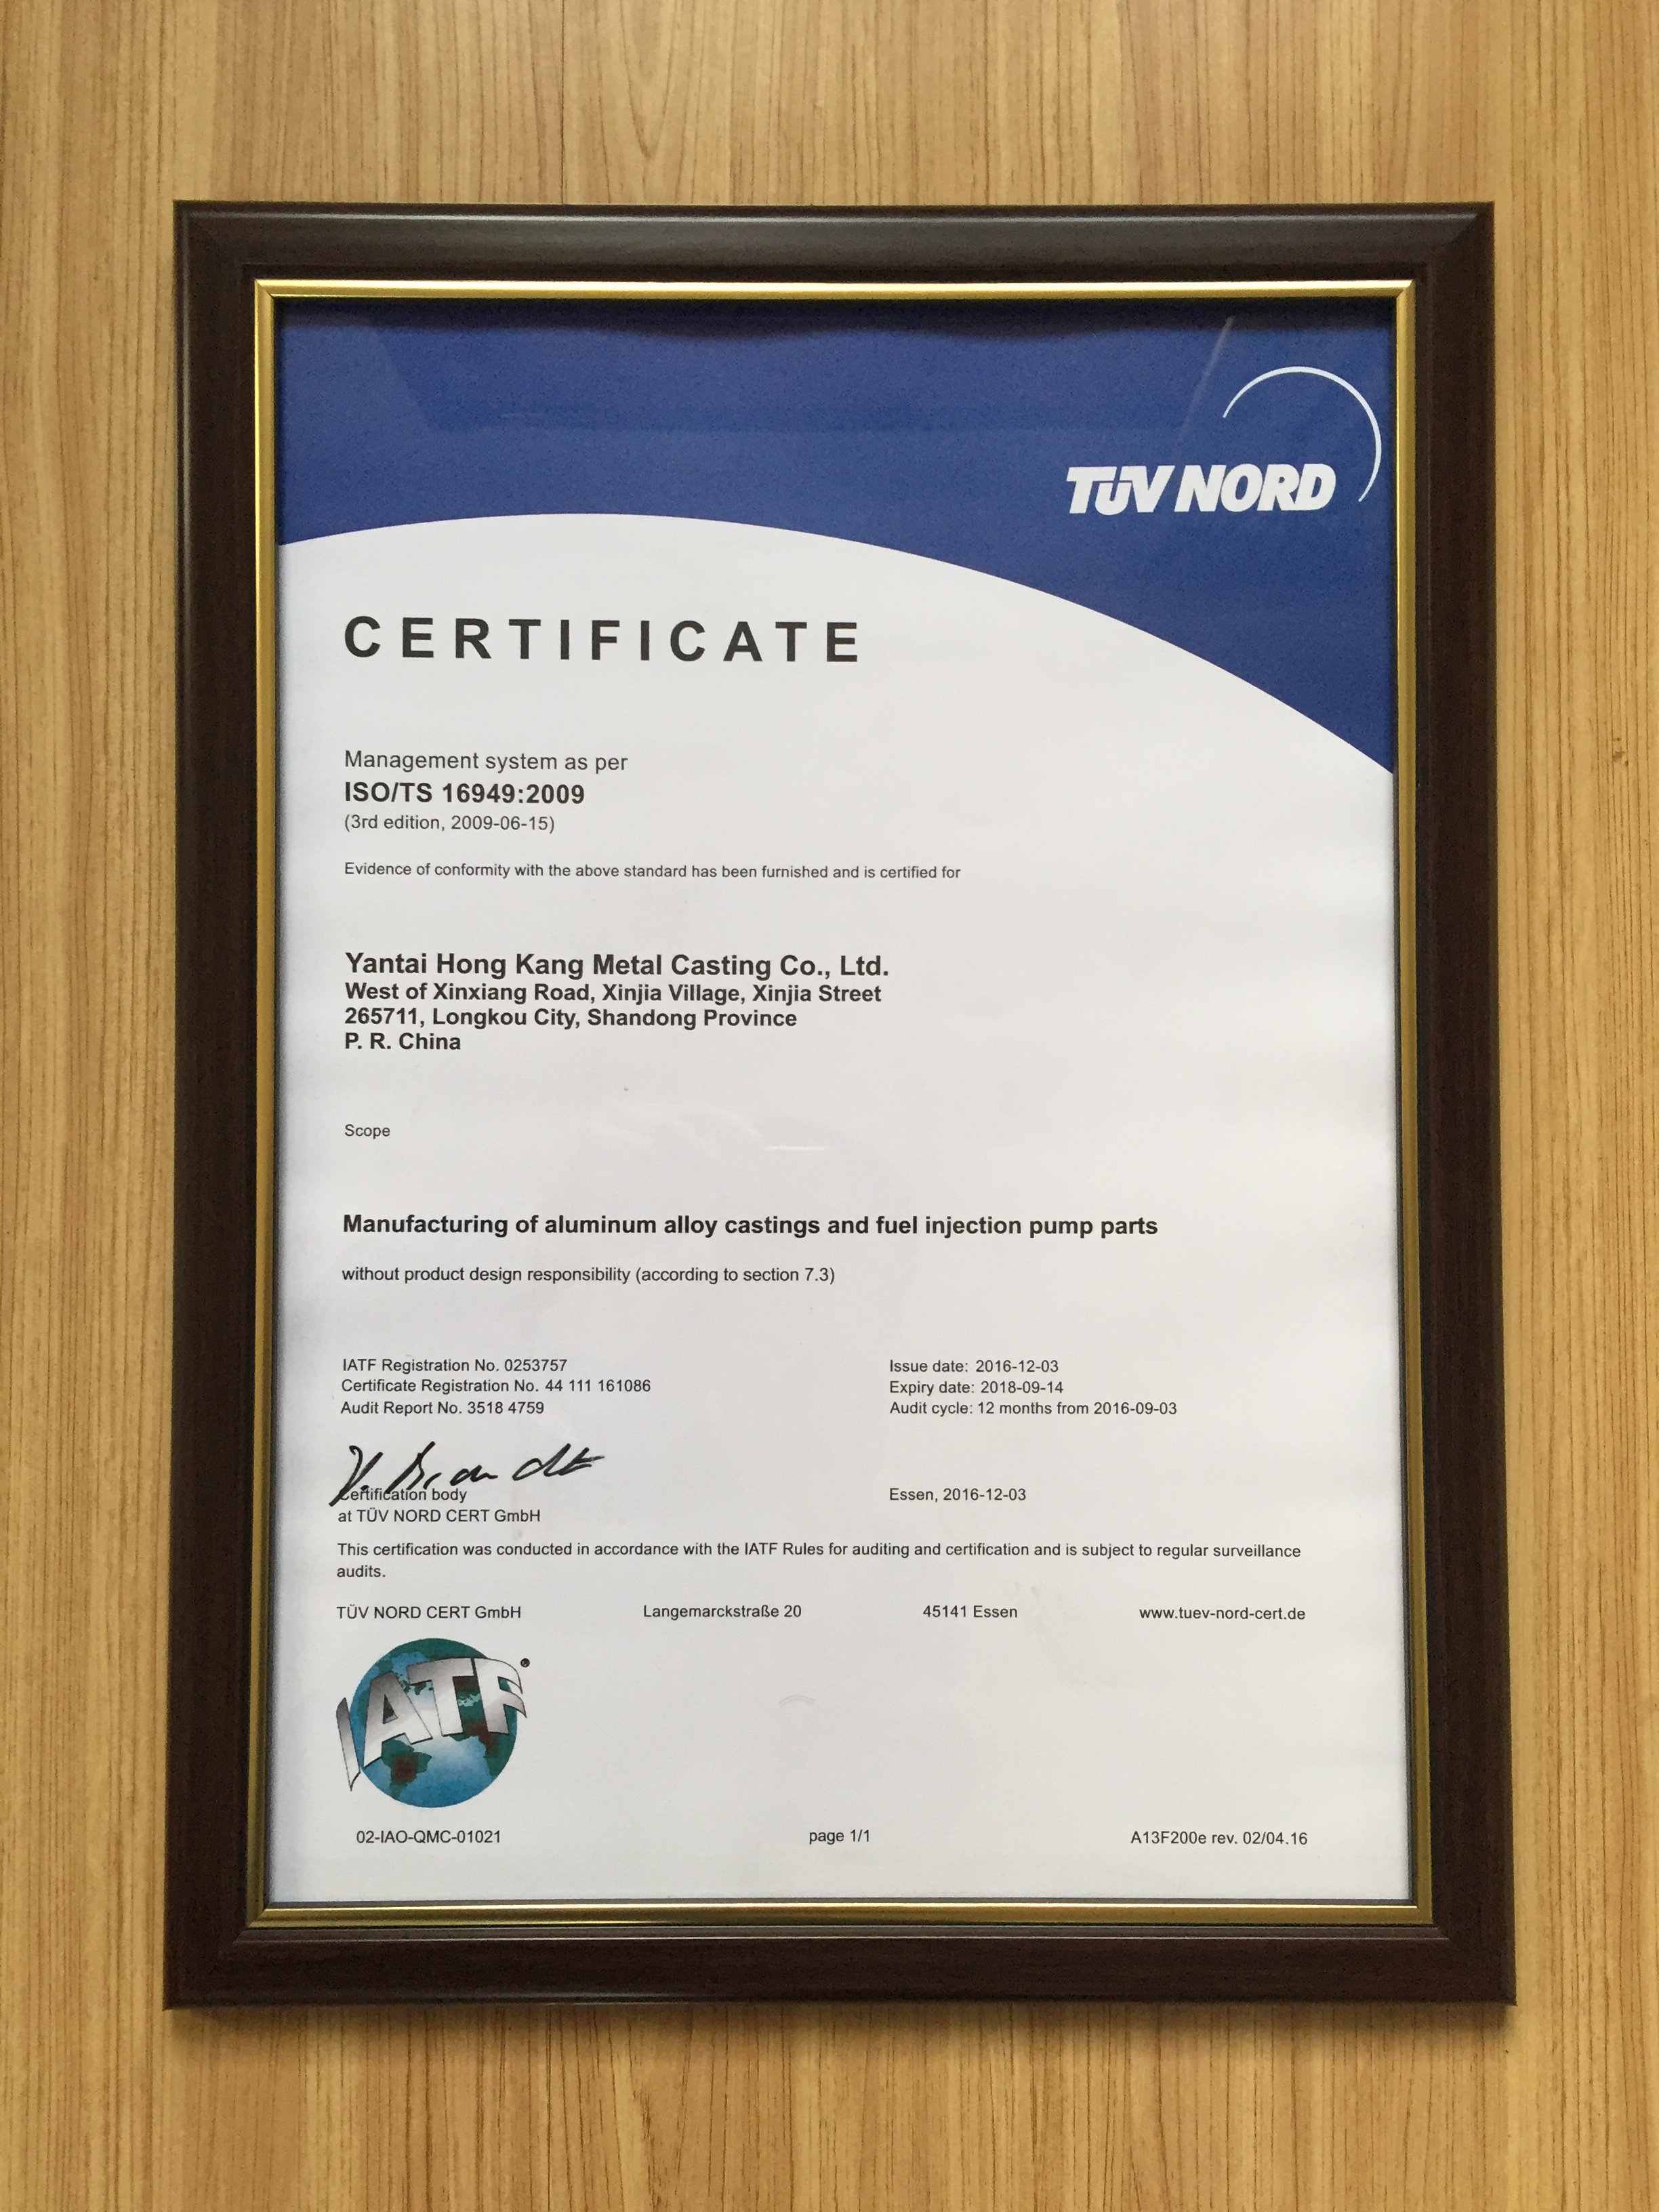 TÜV NORD
CERTIFICATE
Management system as per
ISO/TS 16949:2009
(3rd edition, 2009-06-15)
Evidence of conformity with the above standard has been furnished and is certified for
Yantai Hong Kang Metal Casting Co., Ltd.
West of Xinxiang Road, Xinjia Village, Xinjia Street
265711, Longkou City, Shandong Province
P. R. China
Scope
Manufacturing of aluminum alloy castings and fuel injection pump parts
without product design responsibility (according to section 7.3)
IATF Registration No. 0253757
Certificate Registration No. 44 111 161086
Audit Report No. 3518 4759
Issue date: 2016-12-03
Expiry date: 2018-09-14
Audit cycle: 12 months from 2016-09-03
Certification body
at TÜV NORD CERT GmbH
Essen, 2016-12-03
This certification was conducted in accordance with the IATF Rules for auditing and certification and is subject to regular surveillance
audits.
TÜV NORD CERT GmbH Langemarckstraße 20 45141 Essen www.tuev-nord-cert.de
IATF
02-IAO-QMC-01021 page 1/1 A13F200e rev. 02/04.16